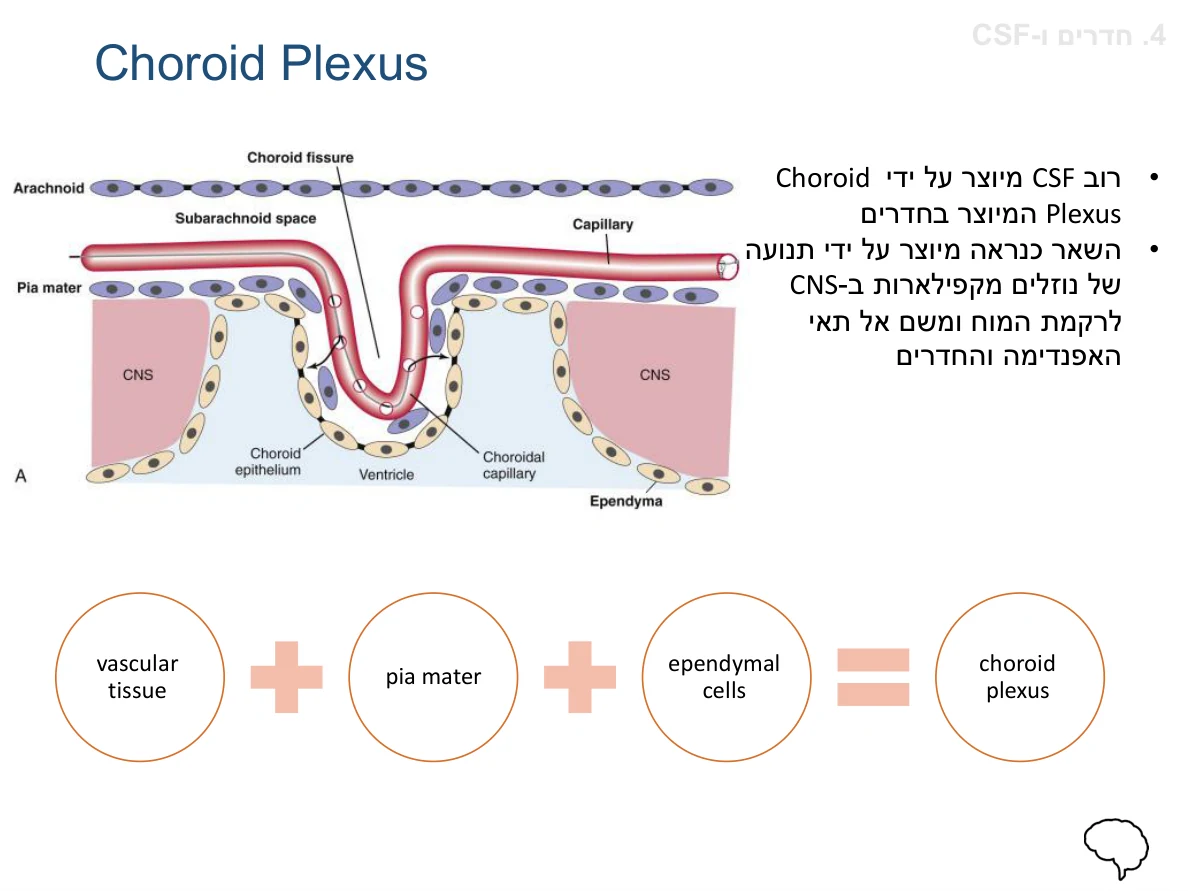 4. חדרים ו-CSF
Choroid Plexus
Choroid fissure
Arachnoid
Subarachnoid space
Capillary
Pia mater
CNS
CNS
Choroid
epithelium
Ventricle
Choroidal
capillary
A
Ependyma
• רוב CSF מיוצר על ידי Choroid
Plexus המיוצר בחדרים
• השאר כנראה מיוצר על ידי תנועה
של נוזלים מקפילארות ב-CNS
לרקמת המוח ומשם אל תאי
האפנדימה והחדרים
vascular
tissue
pia mater
ependymal
cells
choroid
plexus